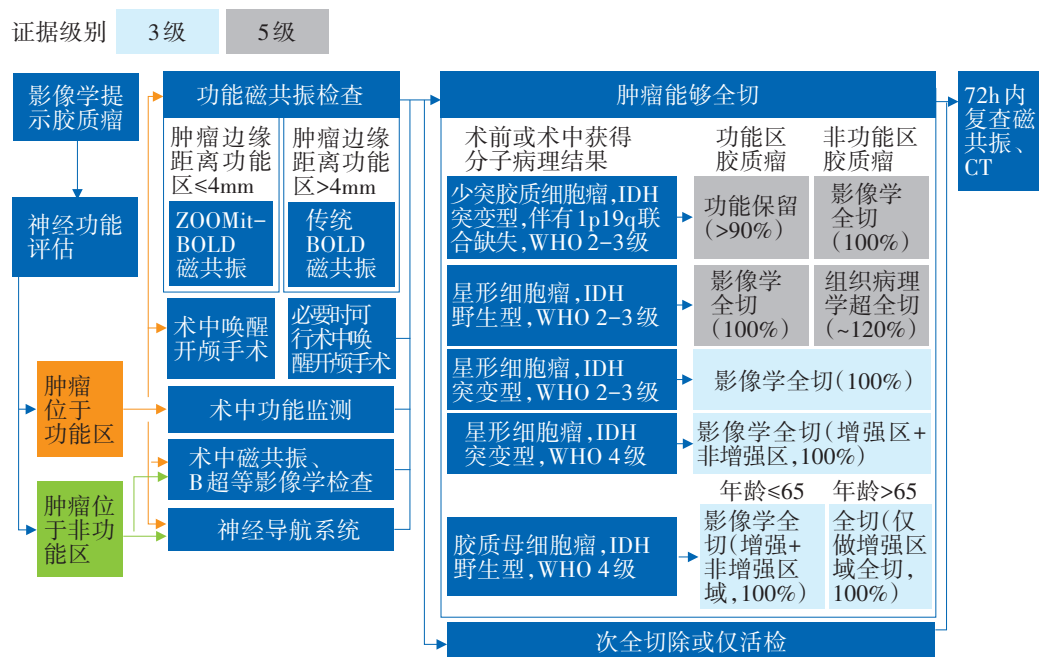 证据级别
3级
5级
影像学提
示胶质瘤
神经功能
评估
肿瘤
位于
功能区
肿瘤位
于非功
能区
功能磁共振检查
肿瘤边缘
距离功能
区≤4mm
ZOOMit-
BOLD
磁共振
肿瘤边缘
距离功能
区>4mm
传统
BOLD
磁共振
术中唤醒
开颅手术
必要时可
行术中唤
醒开颅手术
术中功能监测
术中磁共振、
B超等影像学检查
神经导航系统
肿瘤能够全切
术前或术中获得
分子病理结果
功能区
胶质瘤
非功能区
胶质瘤
少突胶质细胞瘤,IDH
突变型,伴有1p19q联
合缺失,WHO 2-3级
功能保留
(>90%)
影像学
全切
(100%)
星形细胞瘤,IDH
野生型,WHO 2-3级
影像学
全切
(100%)
组织病理
学超全切
(~120%)
星形细胞瘤,IDH
突变型,WHO 2-3级
影像学全切(100%)
星形细胞瘤,IDH
突变型,WHO 4级
影像学全切(增强区+
非增强区,100%)
胶质母细胞瘤,IDH
野生型,WHO 4级
年龄≤65
影像学全
切(增强+
非增强区
域,100%)
年龄>65
全切(仅
做增强区
域全切,
100%)
次全切除或仅活检
72h内
复查磁
共振、
CT